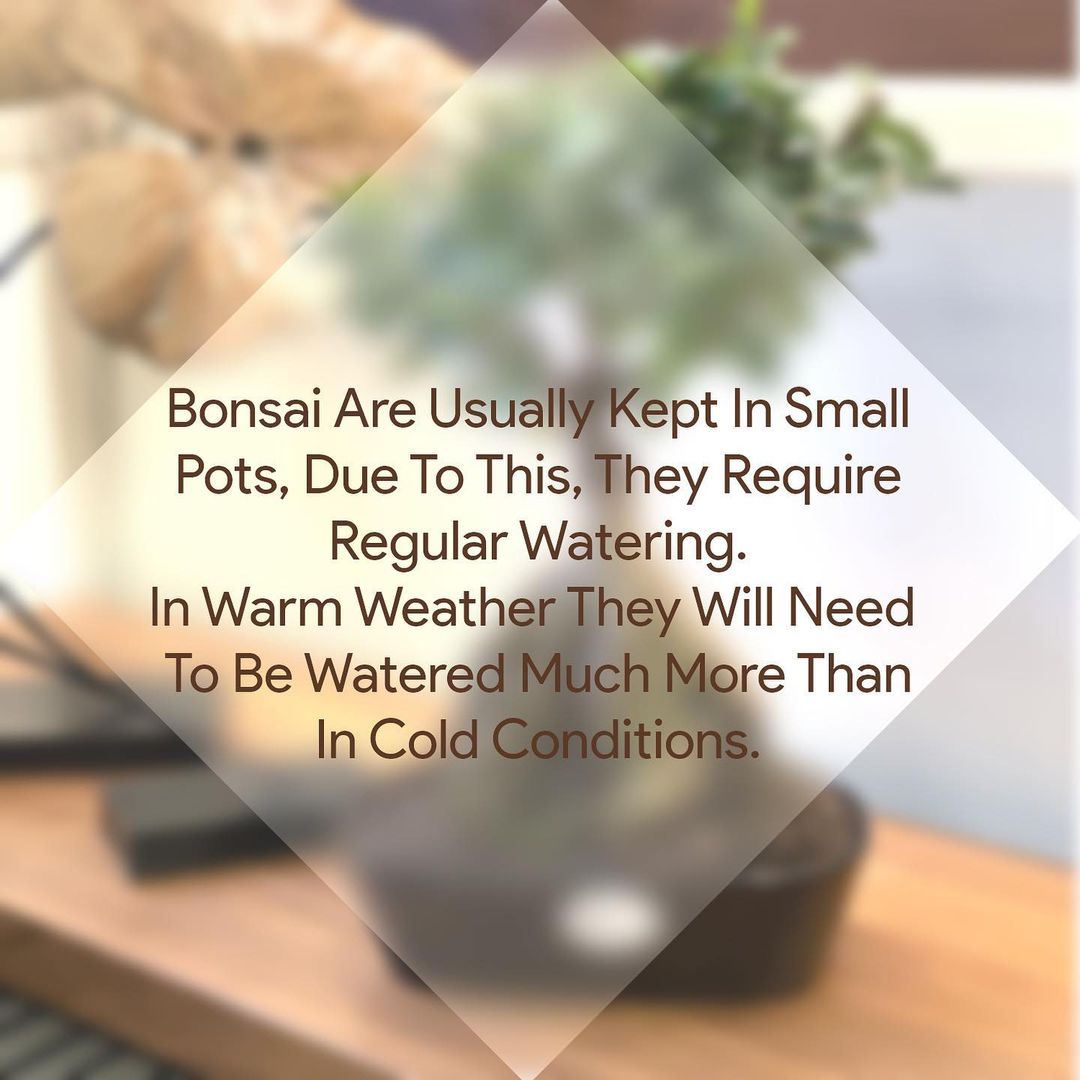 Bonsai Are Usually Kept In Small
Pots, Due To This, They Require
Regular Watering.
In Warm Weather They Will Need
To Be Watered Much More Than
In Cold Conditions.